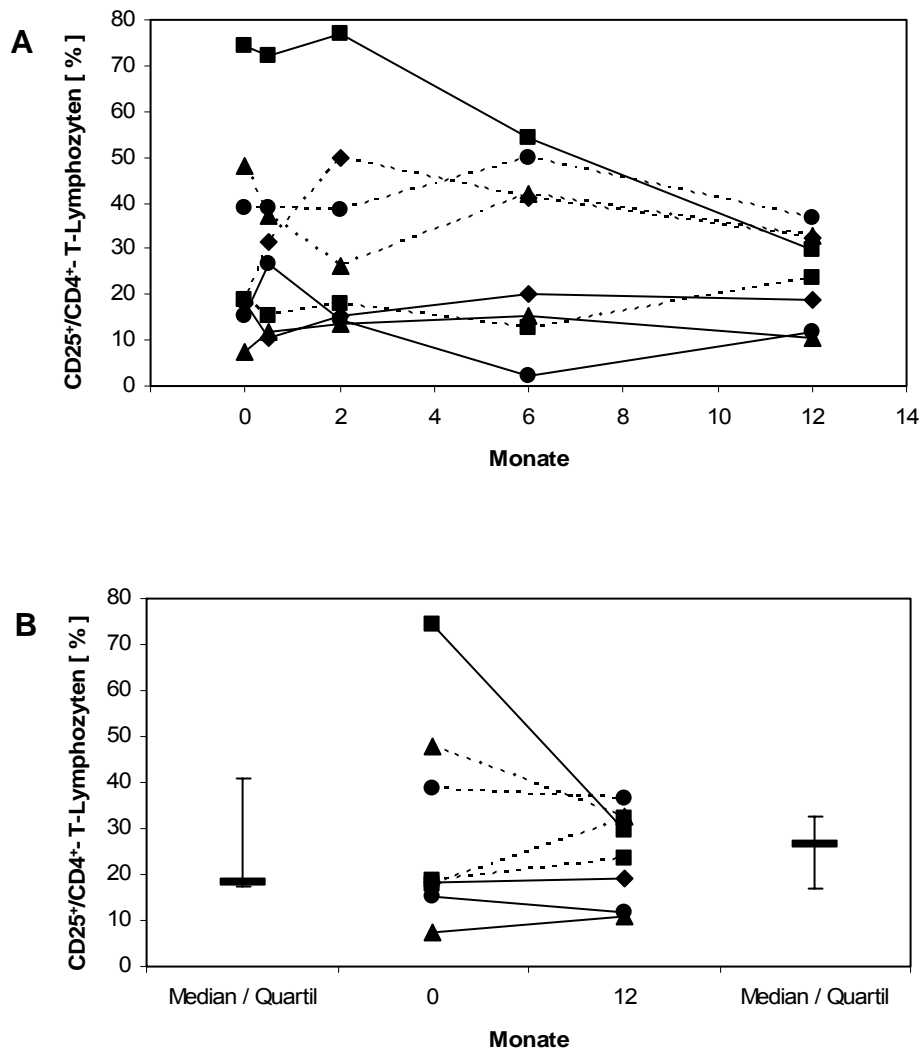 A
CD25⁺/CD4⁺- T-Lymphozyten [ % ]
80
70
60
50
40
30
20
10
0
0 2 4 6 8 10 12 14
Monate
B
CD25⁺/CD4⁺- T-Lymphozyten [ % ]
80
70
60
50
40
30
20
10
0
Median / Quartil 0 12 Median / Quartil
Monate